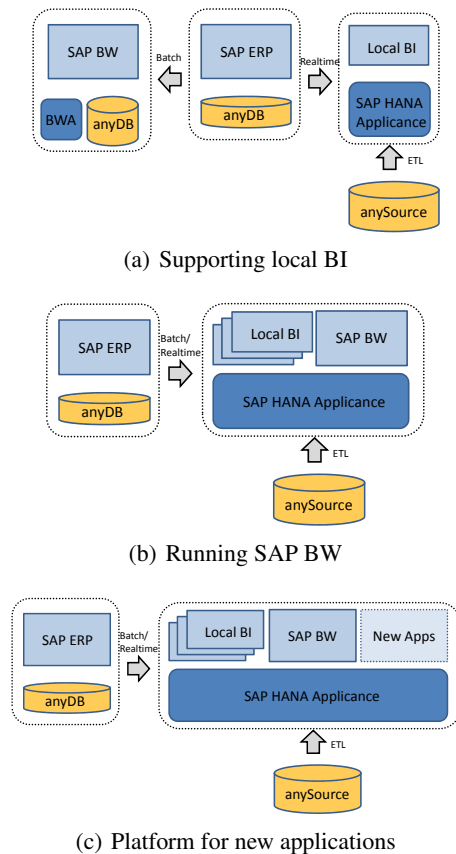 SAP BW
Batch
SAP ERP
Realtime
Local BI
BWA
anyDB
anyDB
SAP HANA
Applicance
ETL
anySource
(a) Supporting local BI
SAP ERP
Batch/
Realtime
Local BI
SAP BW
anyDB
SAP HANA Applicance
ETL
anySource
(b) Running SAP BW
SAP ERP
Batch/
Realtime
Local BI
SAP BW
New Apps
anyDB
SAP HANA Applicance
ETL
anySource
(c) Platform for new applications